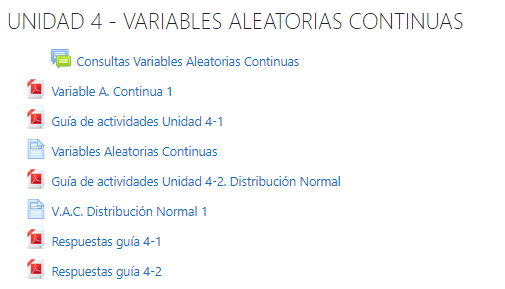 UNIDAD 4 - VARIABLES ALEATORIAS CONTINUAS
Consultas Variables Aleatorias Continuas
Variable A. Continua 1
Guía de actividades Unidad 4-1
Variables Aleatorias Continuas
Guía de actividades Unidad 4-2. Distribución Normal
V.A.C. Distribución Normal 1
Respuestas guía 4-1
Respuestas guía 4-2